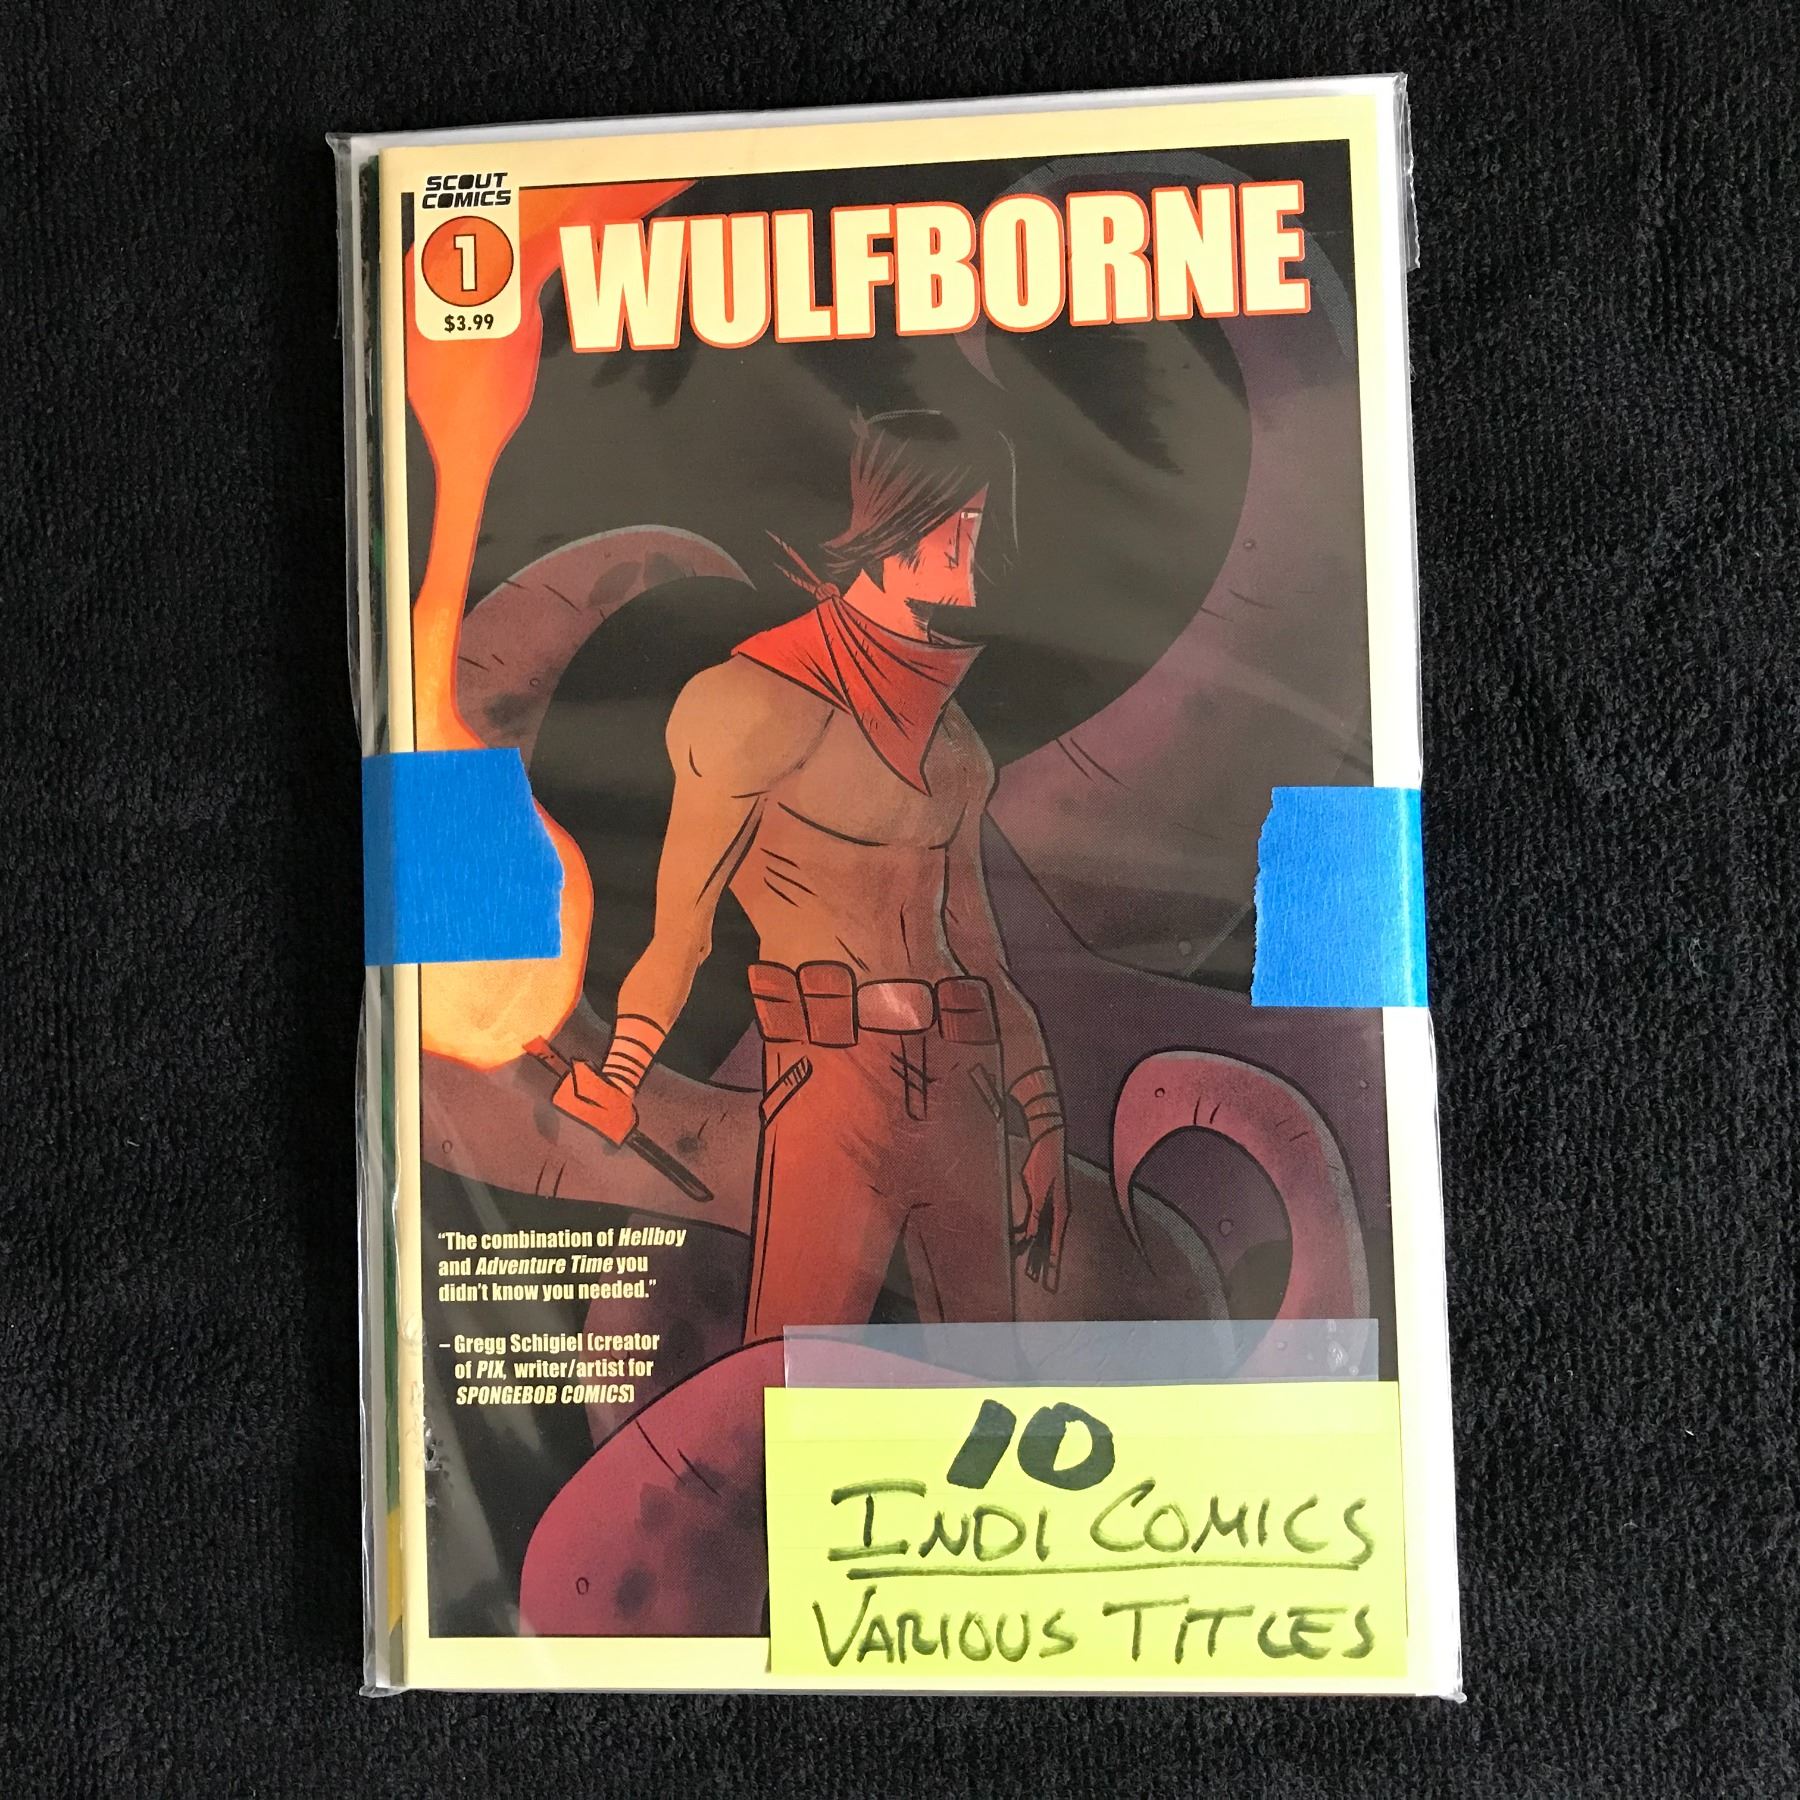 SCOUT
COMICS
1
$3.99
WULFBORNE
“The combination of Hellboy
and Adventure Time you
didn’t know you needed.”
– Gregg Schigiel (creator
of PIX, writer/artist for
SPONGEBOB COMICS)
10
INDI COMICS
VARIOUS TITLES